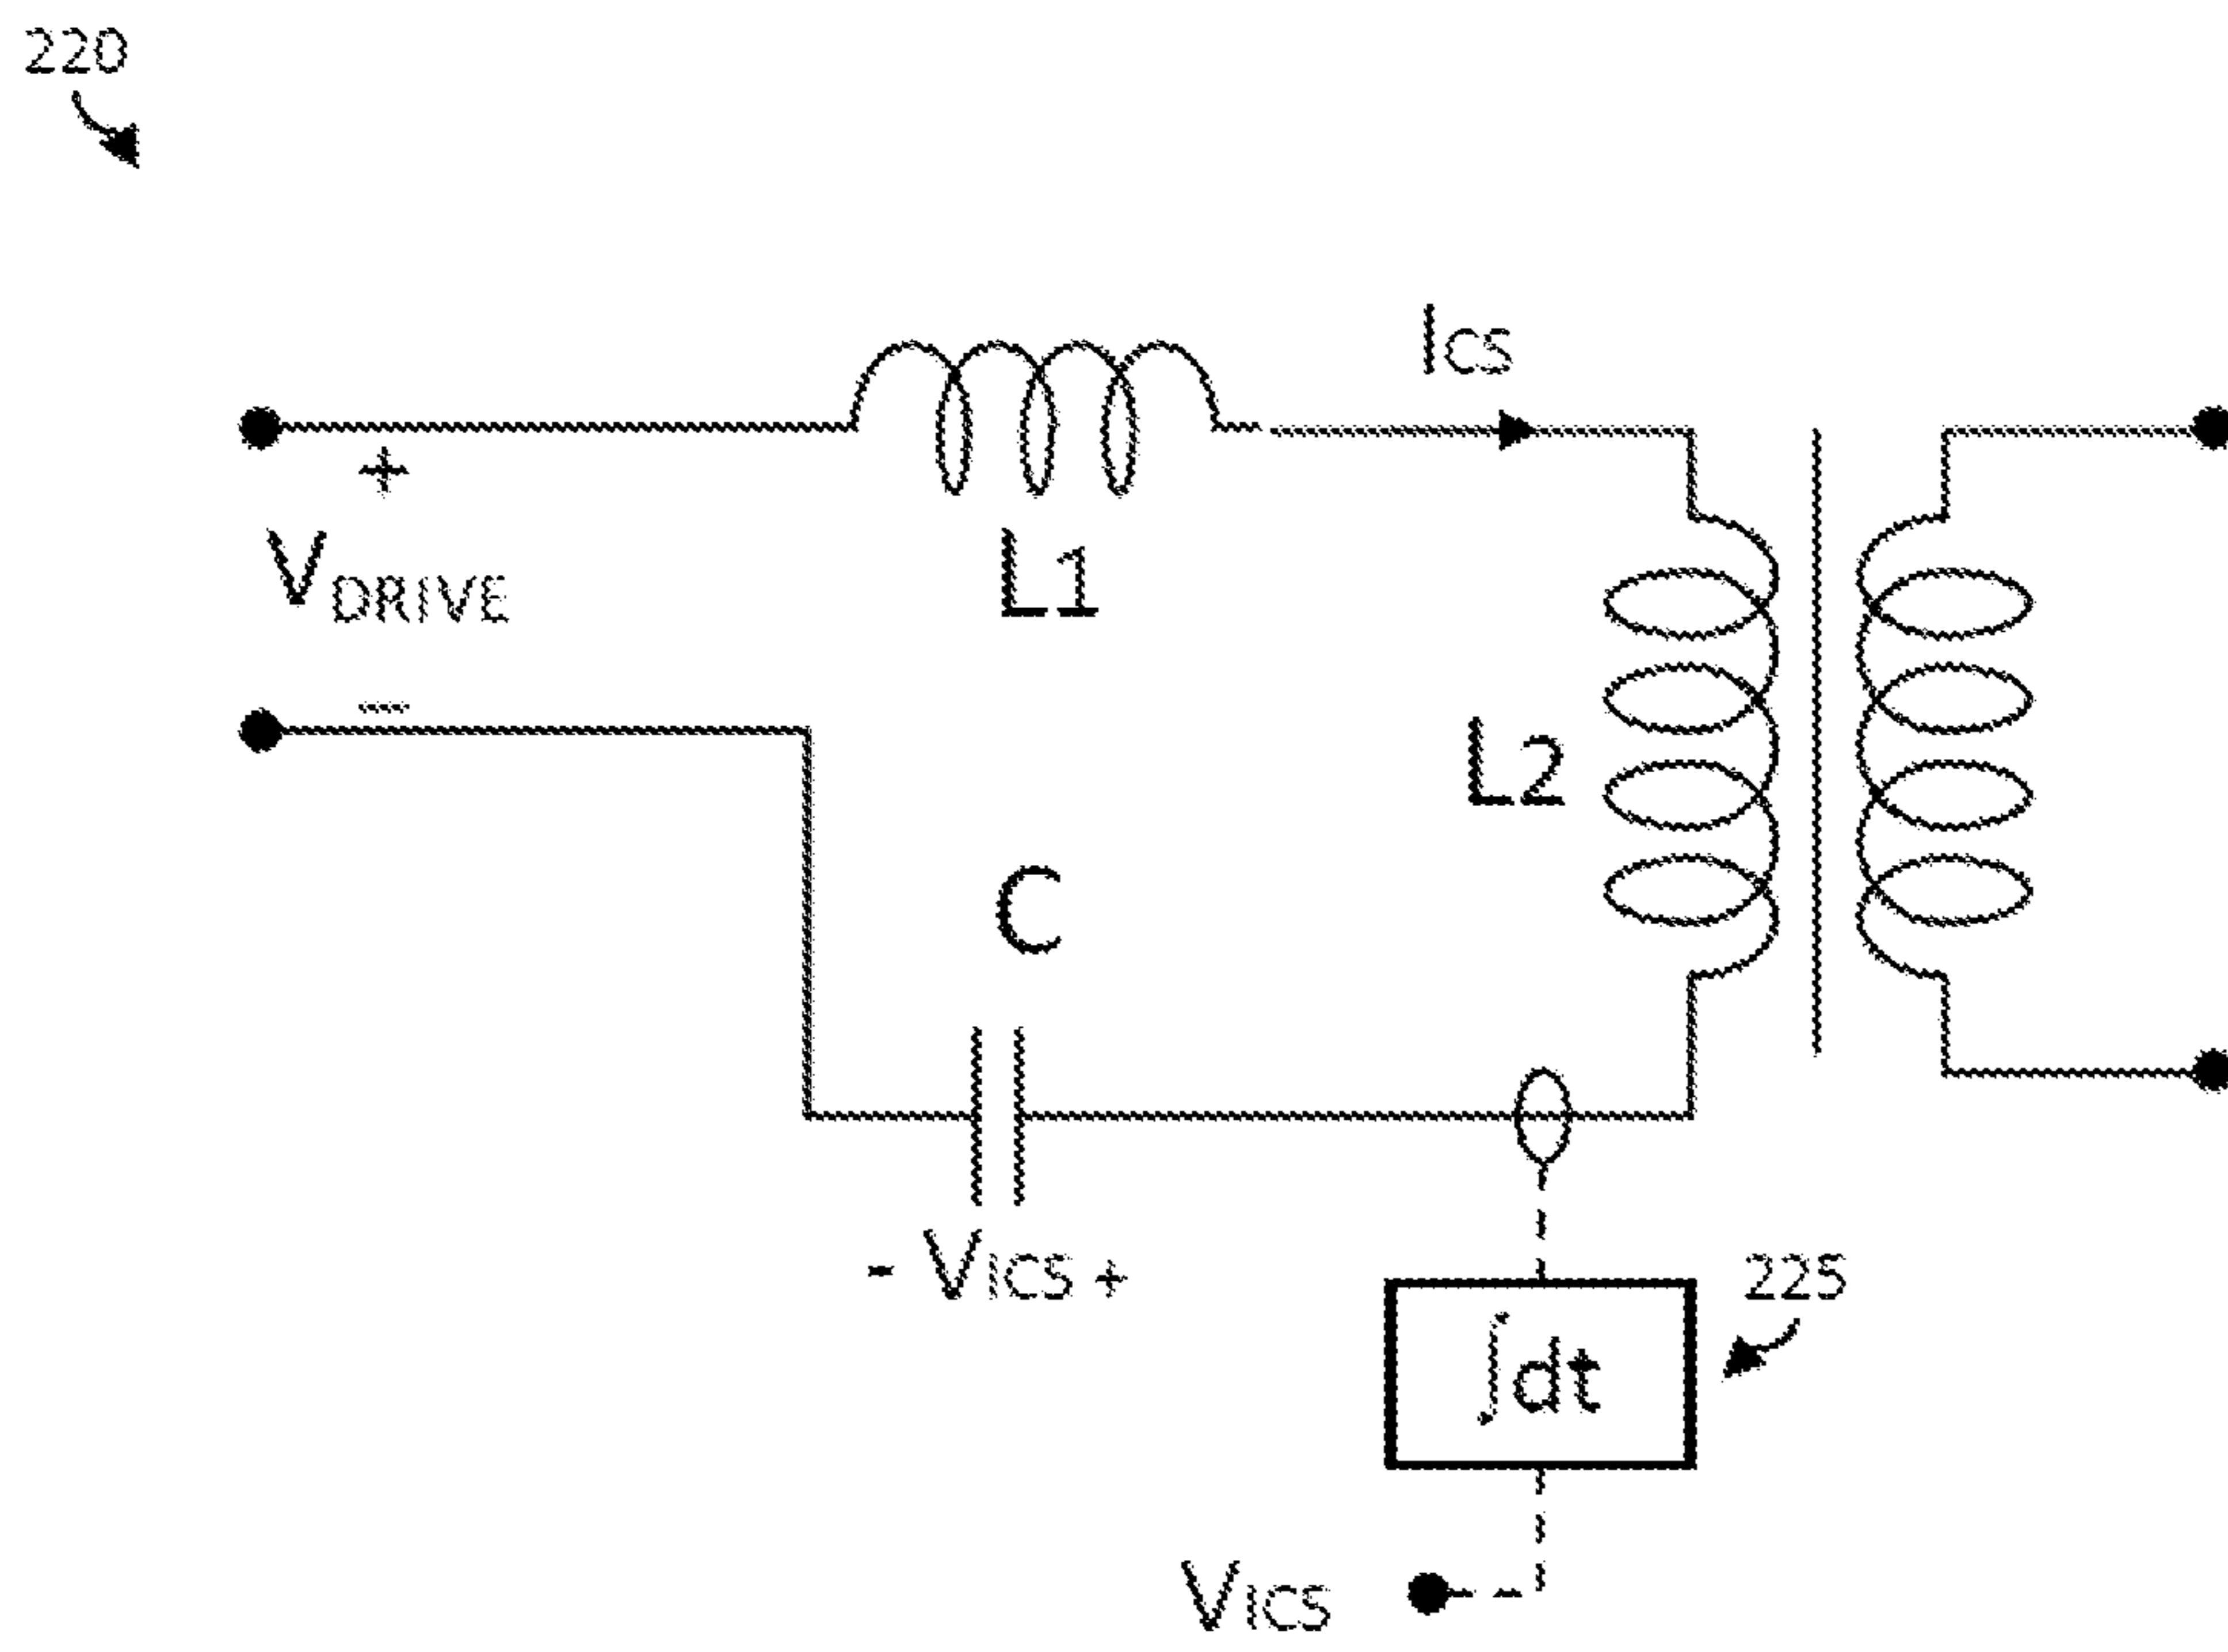 220
ICS
+
VDRIVE
L1
–
L2
C
- VICS +
225
∫dt
VICS